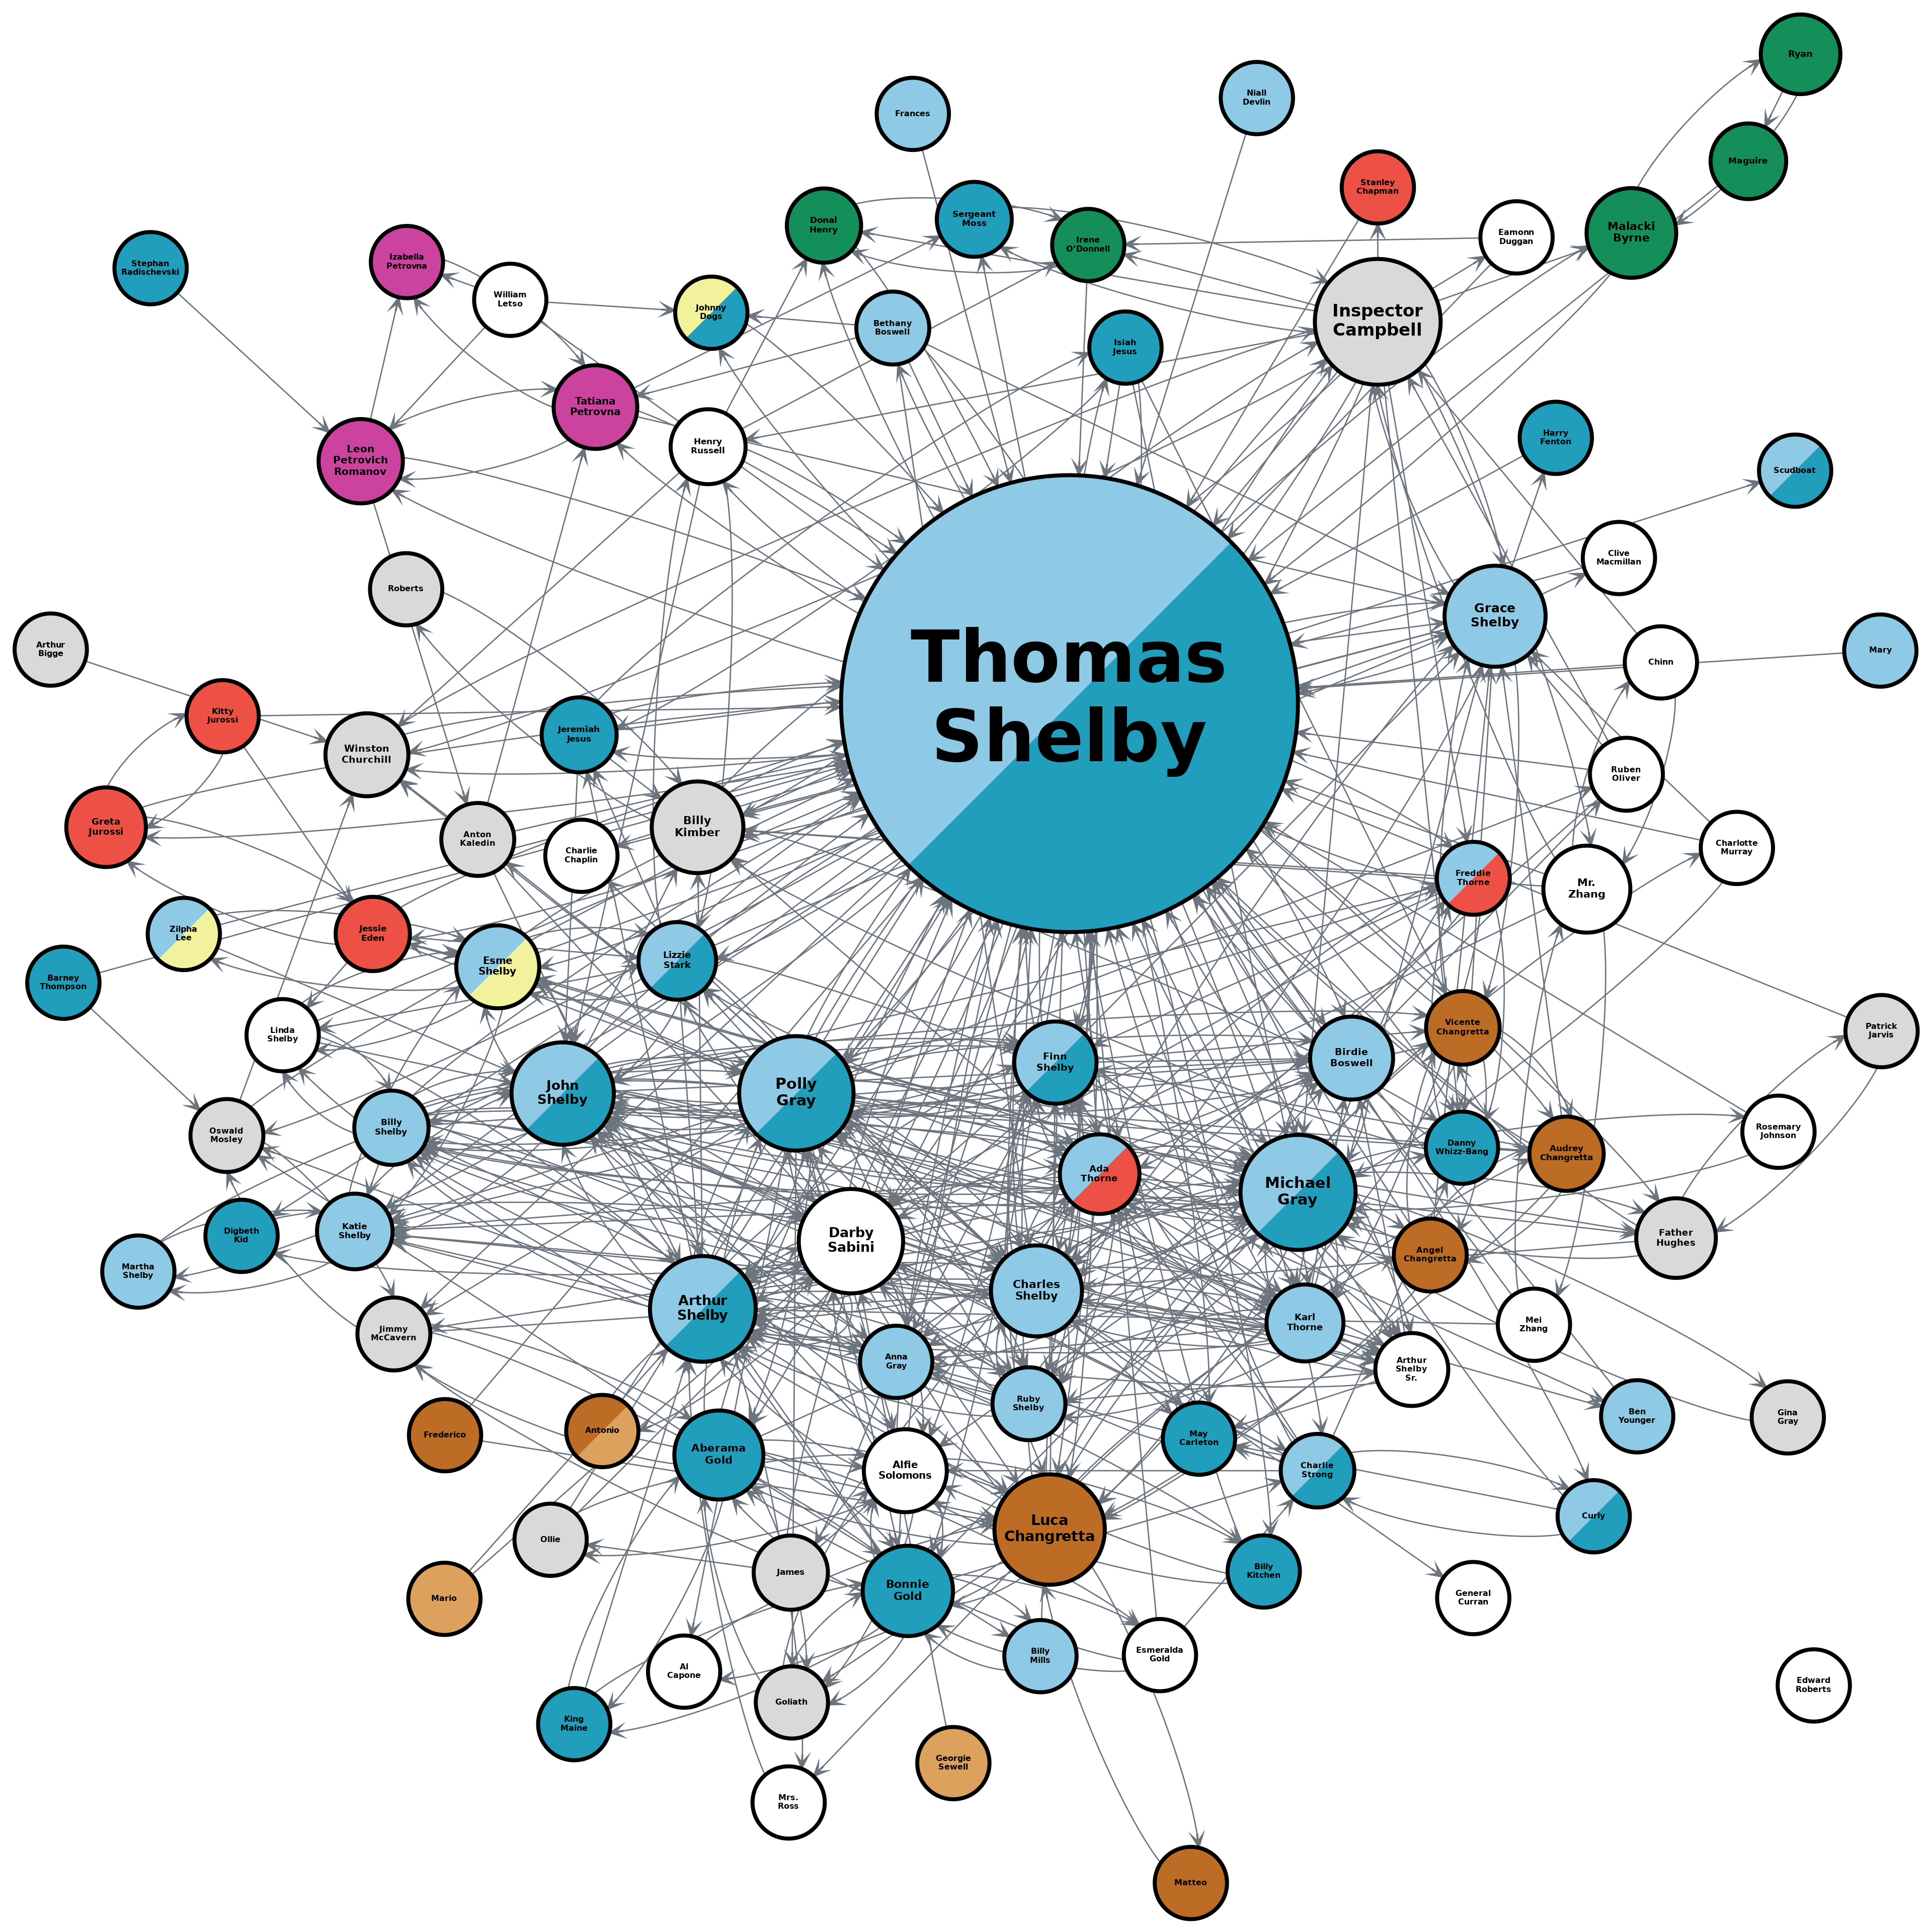 Ryan
Niall
Devlin
Frances
Maguire
Stanley
Chapman
Donal
Henry
Sergeant
Moss
Irene
O'Donnell
Eamonn
Duggan
Malacki
Byrne
Stephan
Radischevski
Izabella
Petrovna
William
Letso
Johnny
Dogs
Bethany
Boswell
Isiah
Jesus
Inspector
Campbell
Tatiana
Petrovna
Henry
Russell
Leon
Petrovich
Romanov
Harry
Fenton
Scudboat
Clive
Macmillan
Roberts
Grace
Shelby
Arthur
Bigge
Chinn
Mary
Thomas
Shelby
Kitty
Jurossi
Winston
Churchill
Jeremiah
Jesus
Ruben
Oliver
Greta
Jurossi
Anton
Kaledin
Charlie
Chaplin
Billy
Kimber
Charlotte
Murray
Freddie
Thorne
Mr.
Zhang
Zilpha
Lee
Jessie
Eden
Esme
Shelby
Lizzie
Stark
Barney
Thompson
Linda
Shelby
Vicente
Changretta
Patrick
Jarvis
John
Shelby
Polly
Gray
Finn
Shelby
Birdie
Boswell
Oswald
Mosley
Billy
Shelby
Danny
Whizz-Bang
Audrey
Changretta
Rosemary
Johnson
Ada
Thorne
Michael
Gray
Digbeth
Kid
Katie
Shelby
Darby
Sabini
Angel
Changretta
Father
Hughes
Martha
Shelby
Arthur
Shelby
Charles
Shelby
Karl
Thorne
Mei
Zhang
Jimmy
McCavern
Anna
Gray
Arthur
Shelby
Sr.
Ruby
Shelby
Ben
Younger
Gina
Gray
Frederico
Antonio
Aberama
Gold
Alfie
Solomons
May
Carleton
Charlie
Strong
Luca
Changretta
Curly
Ollie
James
Bonnie
Gold
Billy
Kitchen
General
Curran
Mario
Al
Capone
Billy
Mills
Esmeralda
Gold
Edward
Roberts
King
Maine
Goliath
Georgie
Sewell
Mrs.
Ross
Matteo